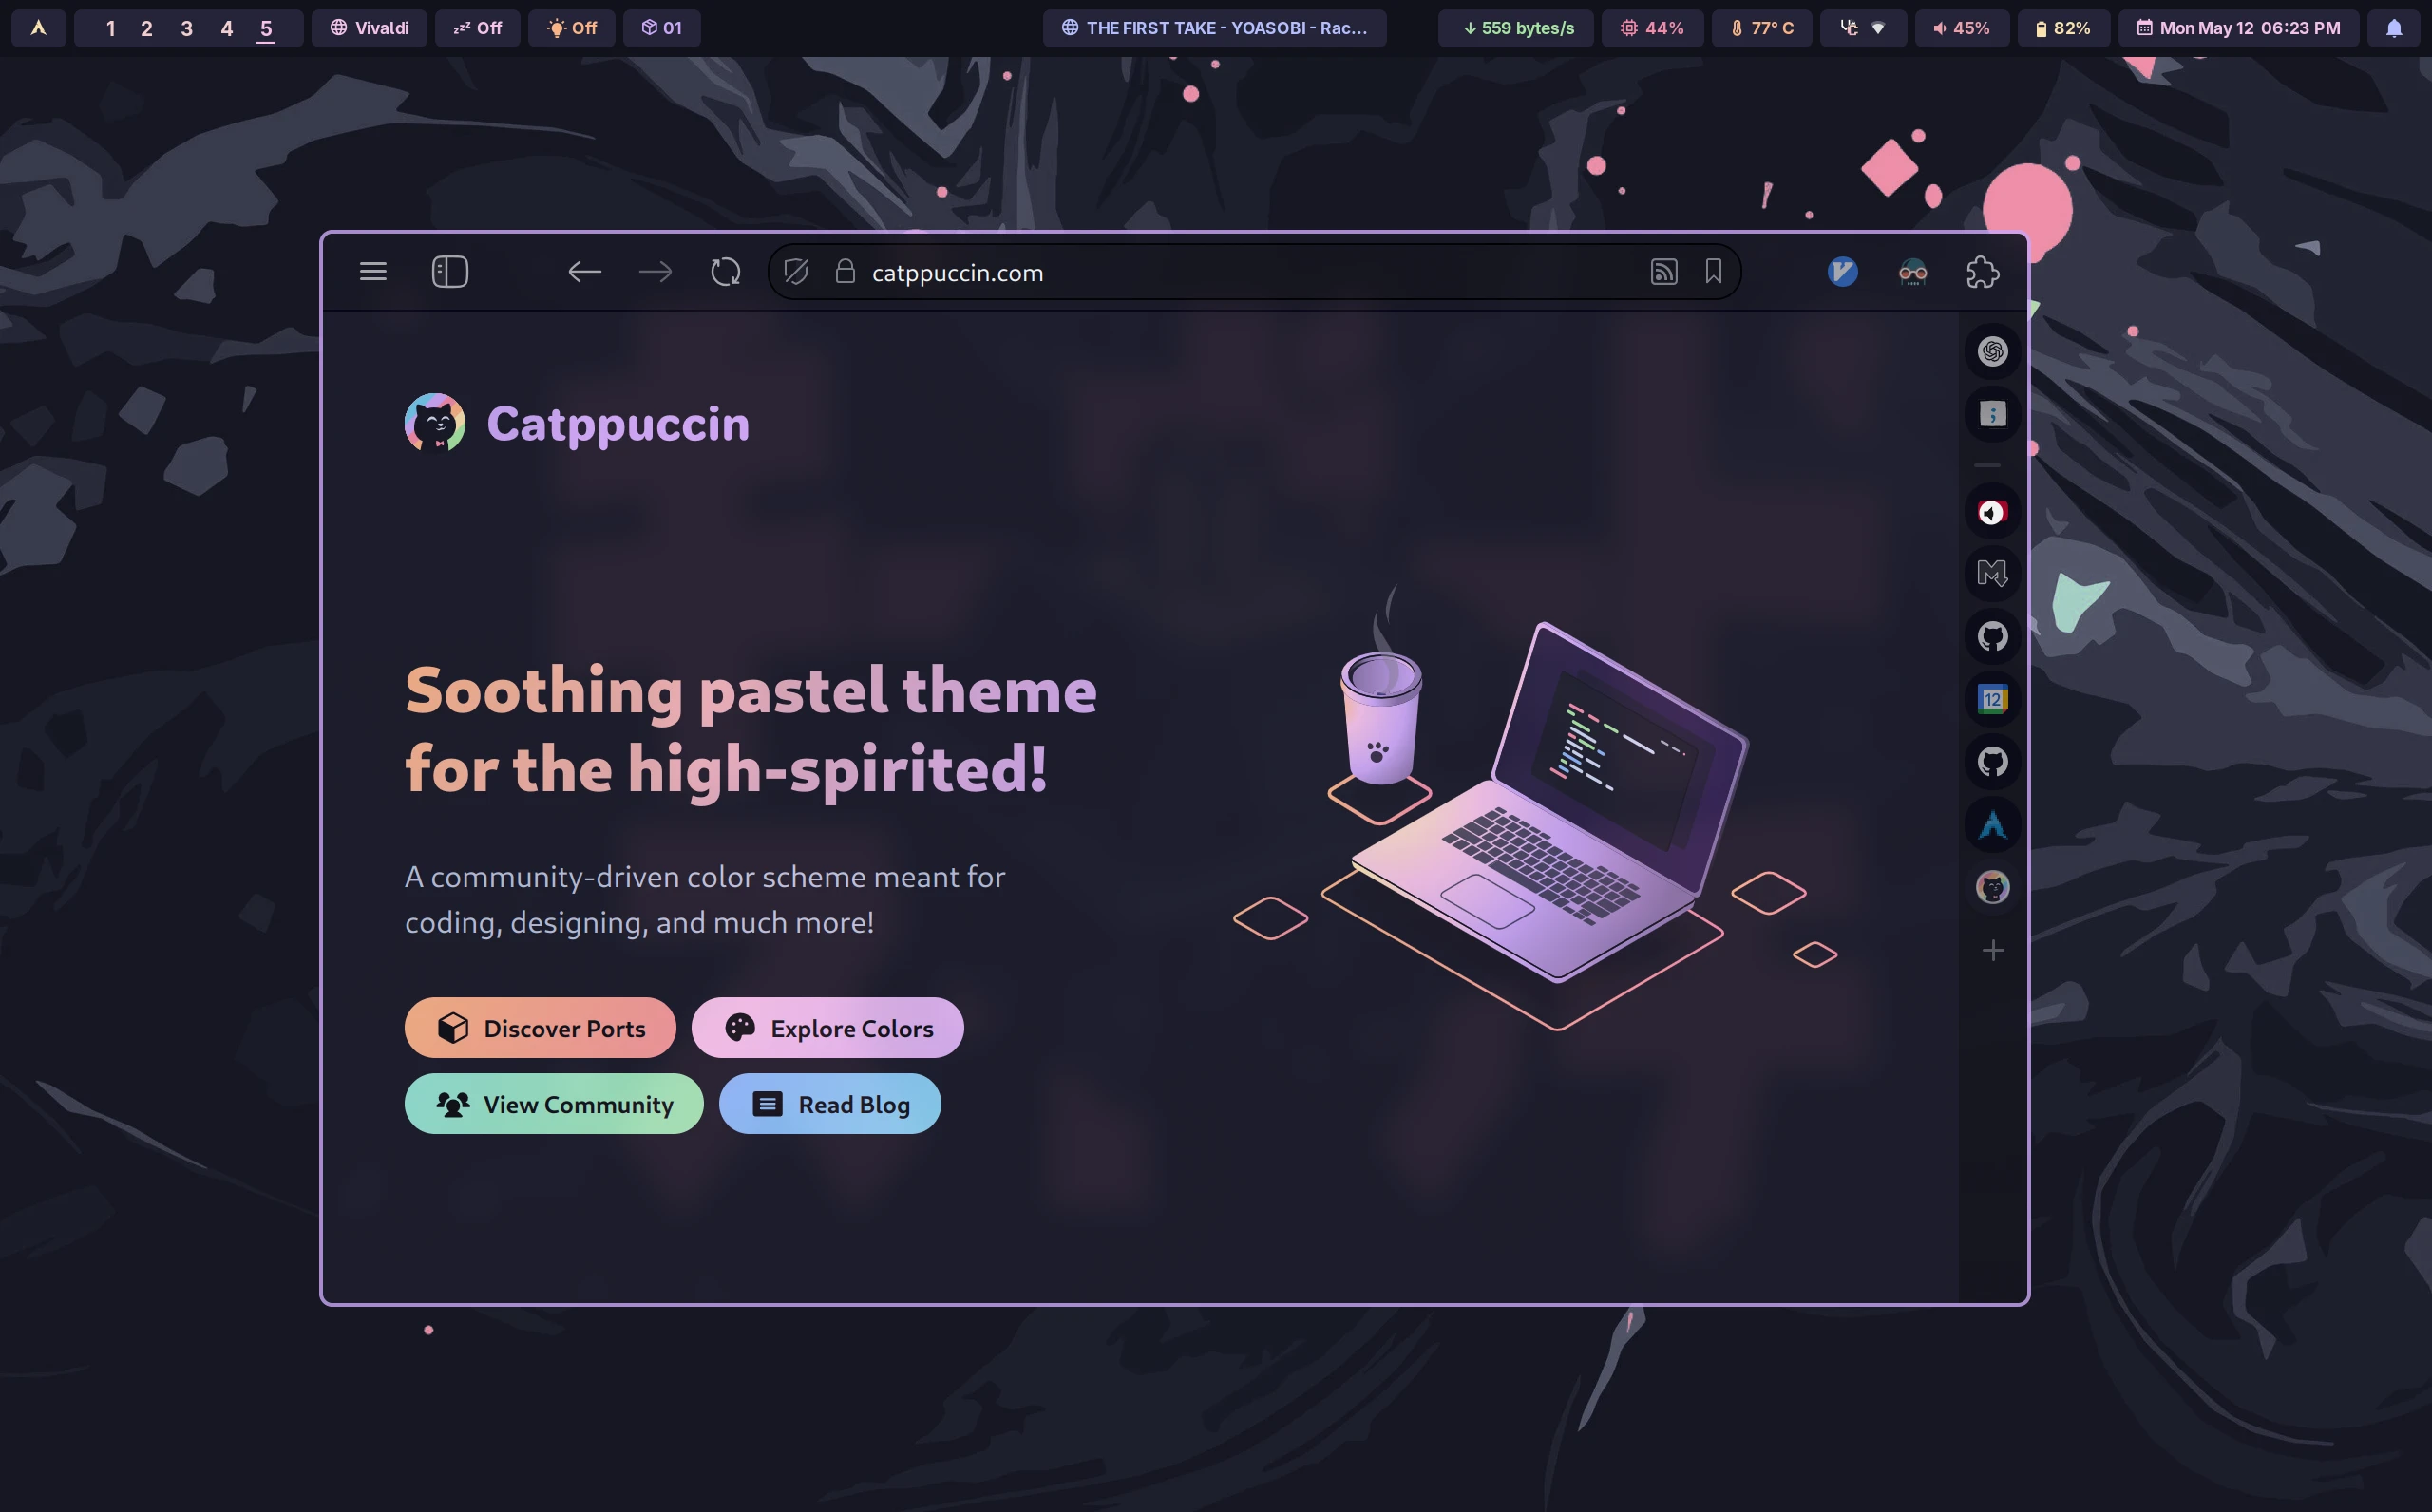 1 2 3 4 5 Vivaldi zzZ Off Off 01 THE FIRST TAKE - YOASOBI - Rac... ↓ 559 bytes/s 44% 77° C 45% 82% Mon May 12 06:23 PM
catppuccin.com
Catppuccin
12
Soothing pastel theme
for the high-spirited!
A community-driven color scheme meant for
coding, designing, and much more!
Discover Ports Explore Colors
View Community Read Blog